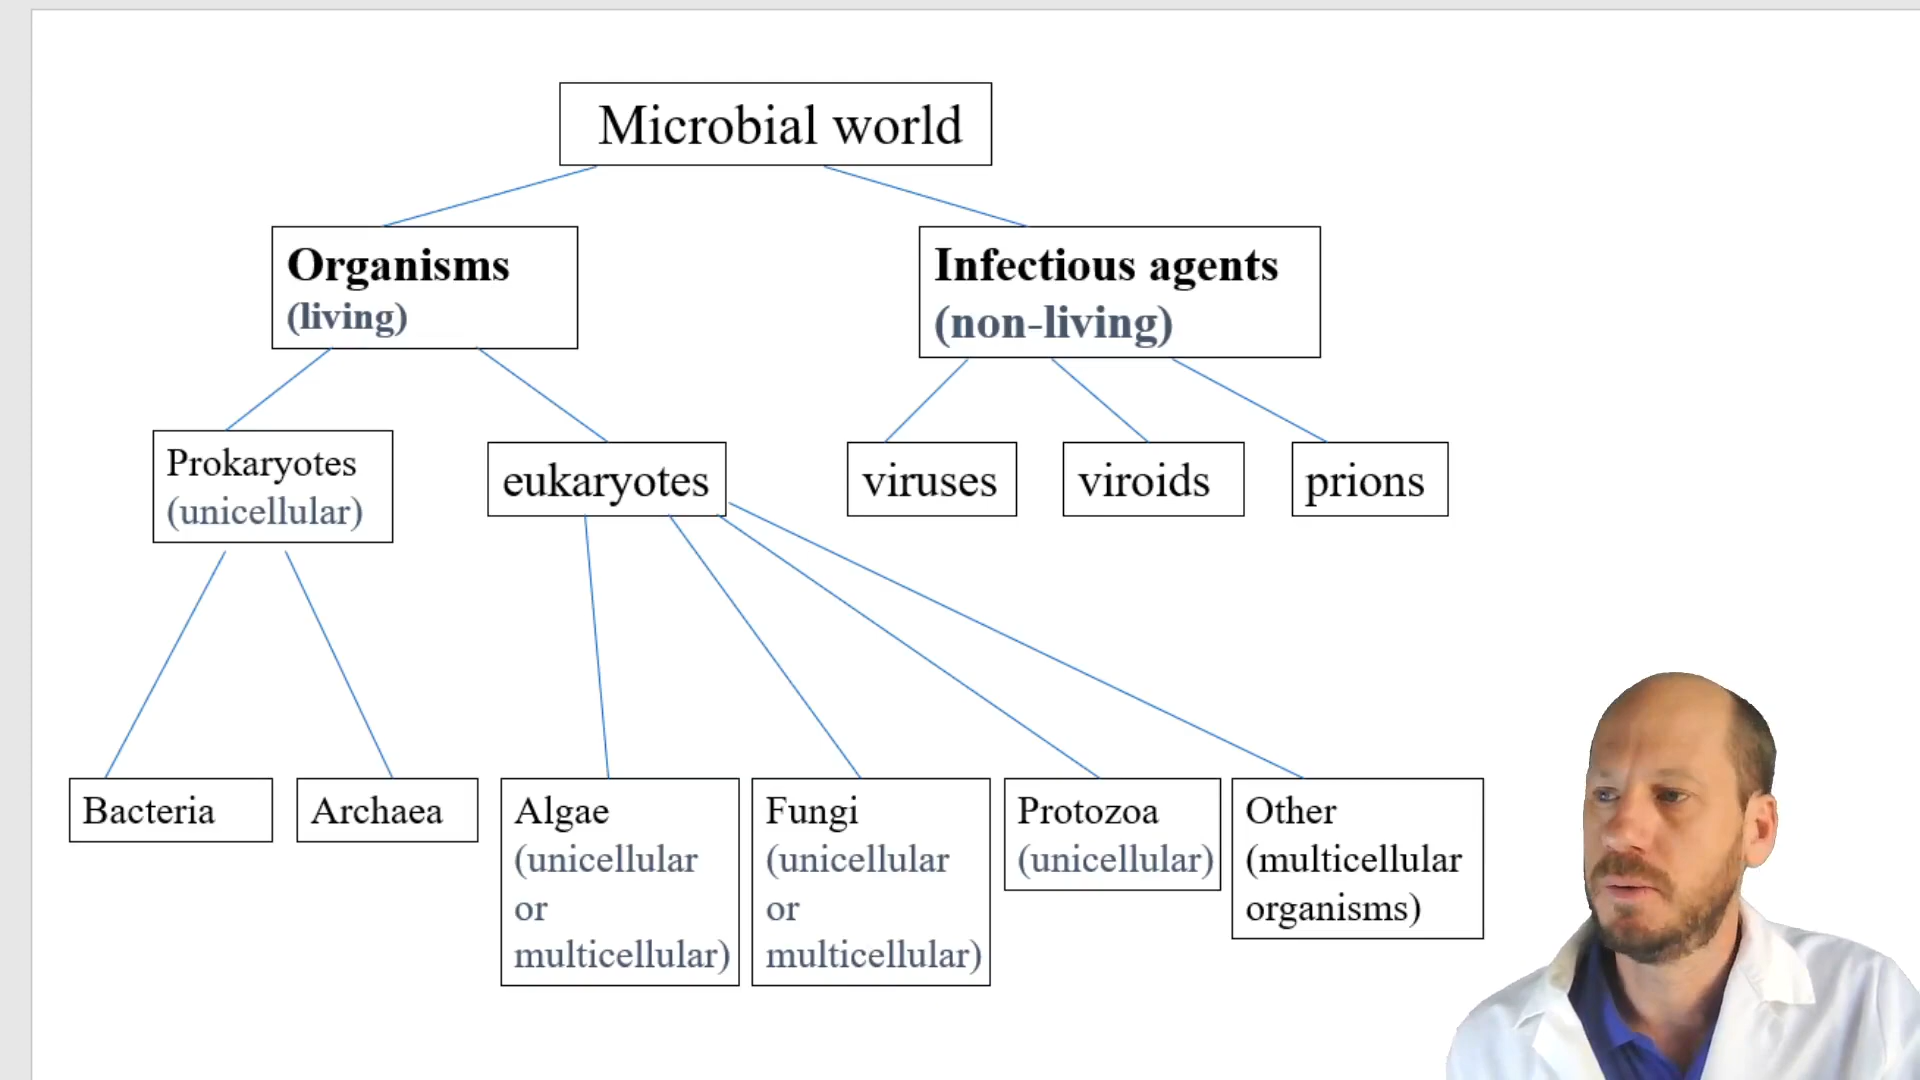 Microbial world
Organisms
(living)
Infectious agents
(non-living)
Prokaryotes
(unicellular)
eukaryotes
viruses
viroids
prions
Bacteria
Archaea
Algae
(unicellular
or
multicellular)
Fungi
(unicellular
or
multicellular)
Protozoa
(unicellular)
Other
(multicellular
organisms)